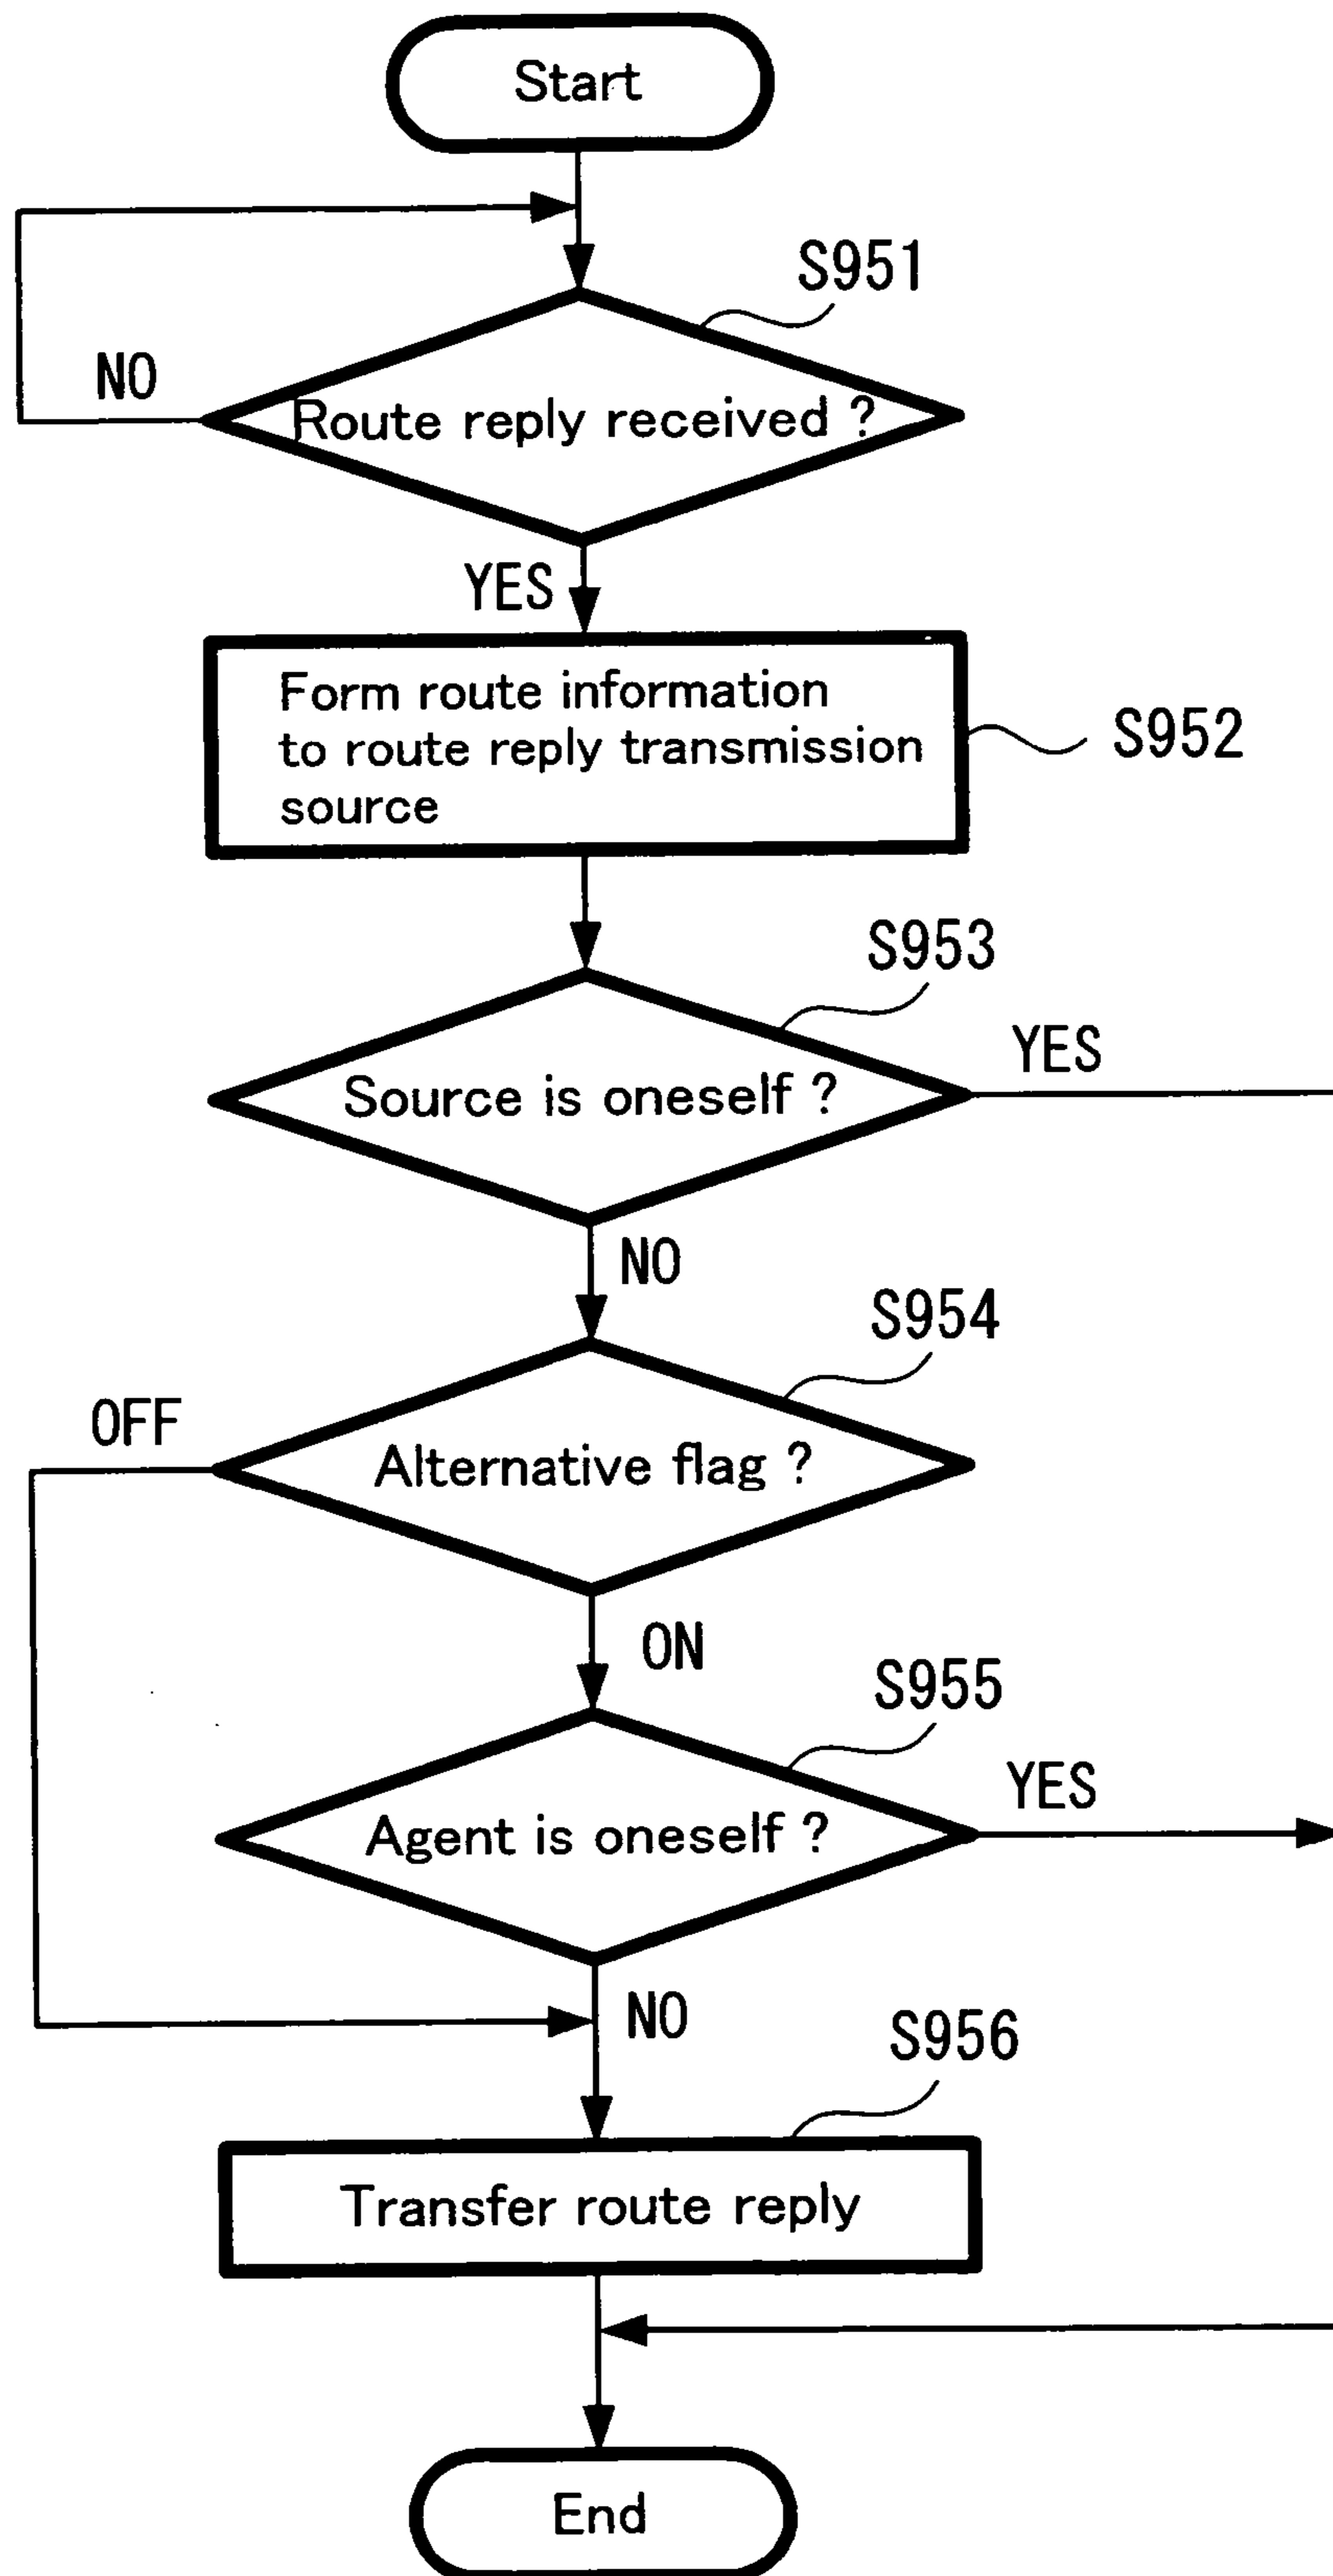 Start
S951
NO
Route reply received ?
YES
Form route information
to route reply transmission
source
S952
S953
YES
Source is oneself ?
NO
S954
OFF
Alternative flag ?
ON
S955
YES
Agent is oneself ?
NO
S956
Transfer route reply
End